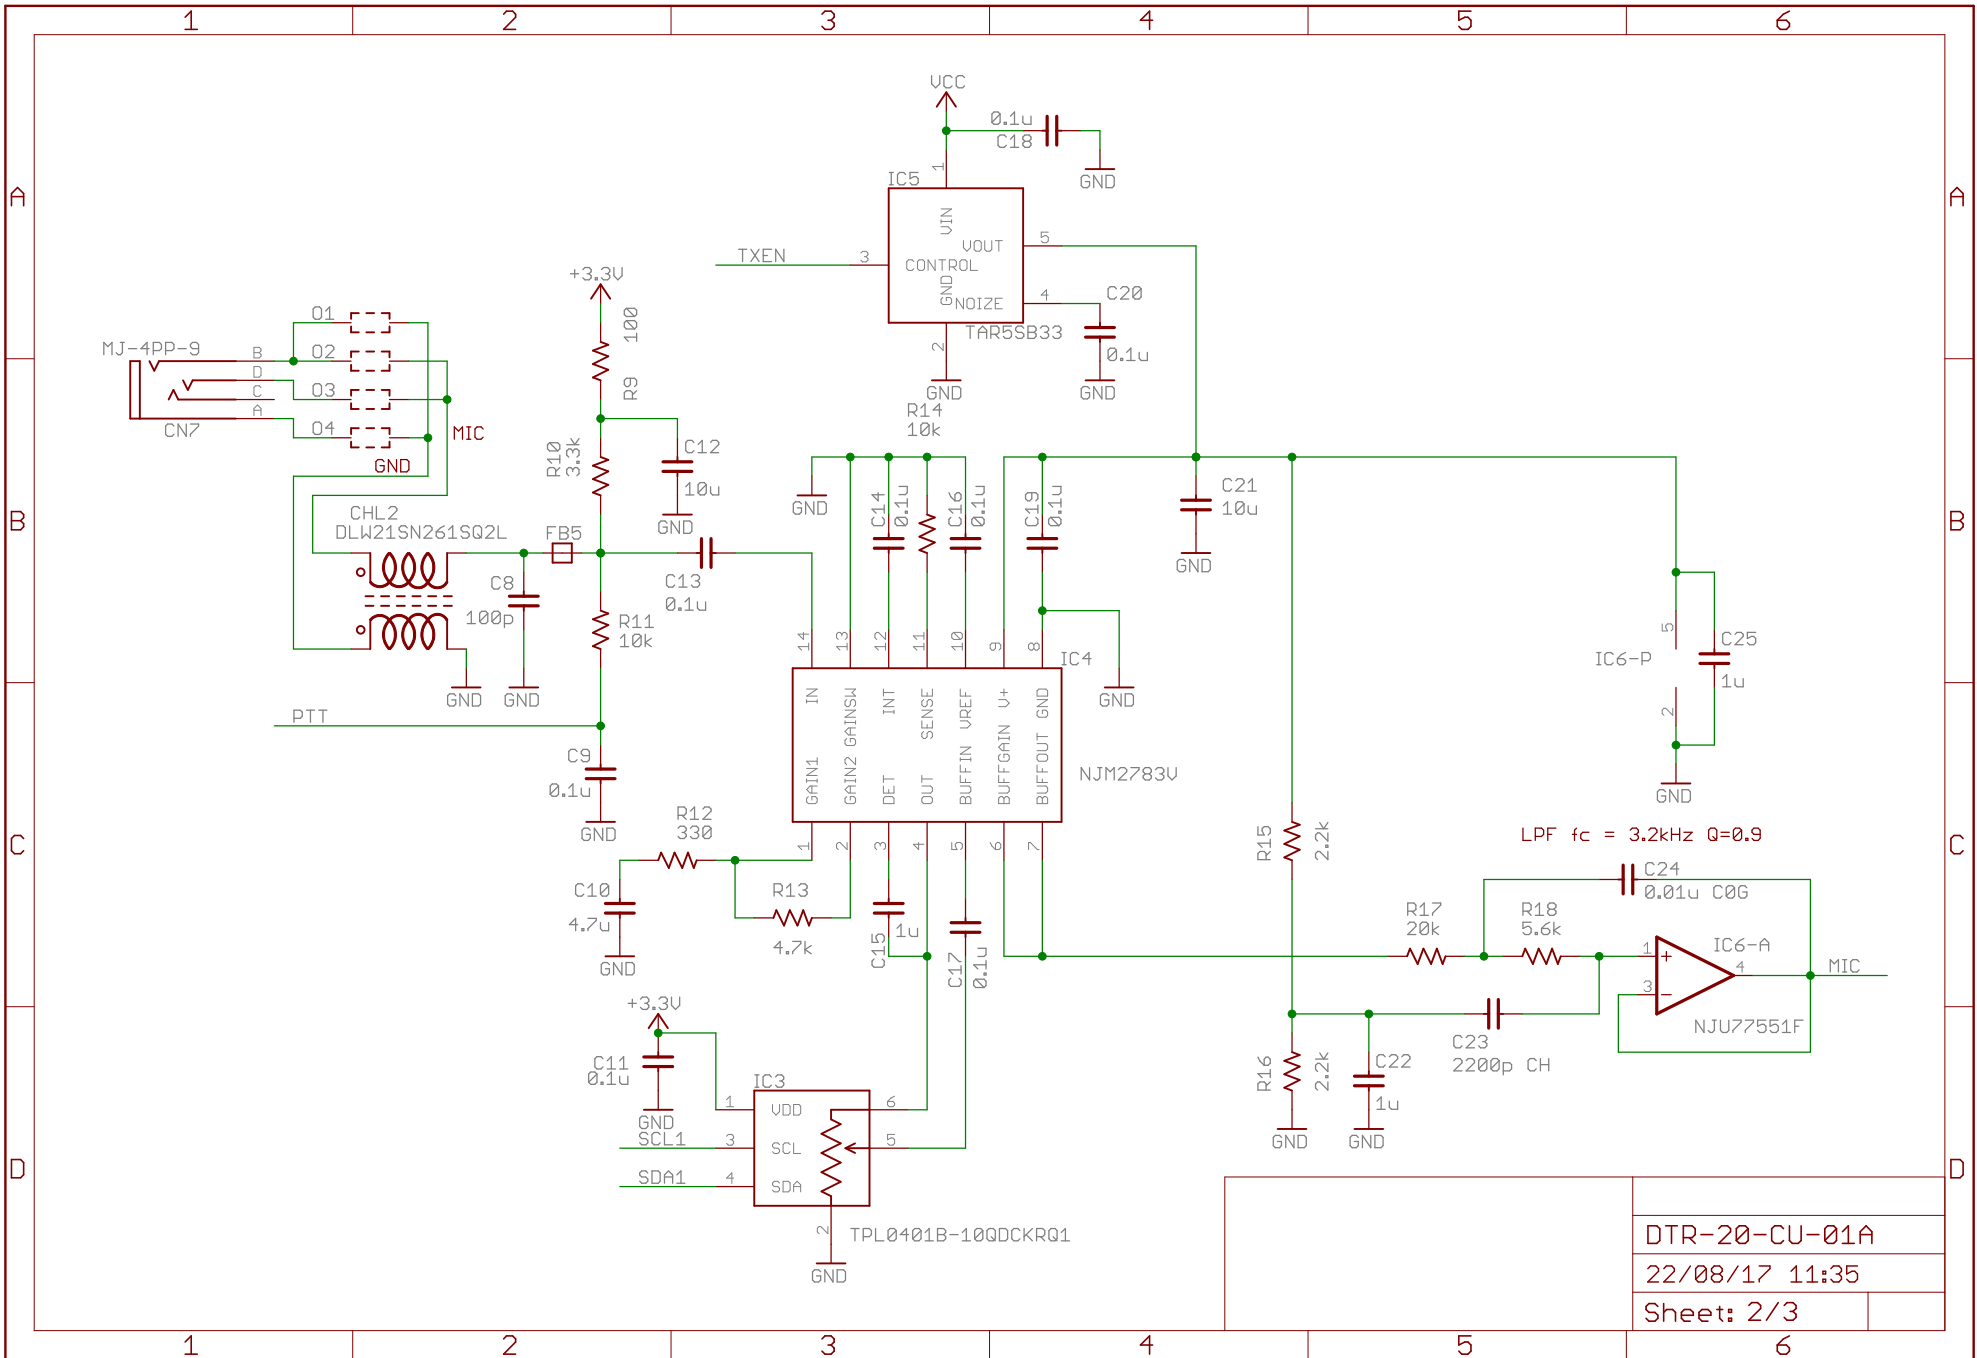 1 2 3 4 5 6
A A
B B
C C
D D
VCC
0.1u
C18
GND
IC5
1
VIN
VOUT
5
TXEN
3
CONTROL
GND
NOIZE
4
C20
2
TAR5SB33
0.1u
GND
GND
+3.3V
100
R9
O1
O2
O3
O4
MJ-4PP-9
B
D
C
A
CN7
MIC
GND
R10
3.3k
C12
10u
GND
R14
10k
GND
C14
0.1u
C16
0.1u
C19
0.1u
C21
10u
GND
CHL2
DLW21SN261SQ2L
FB5
C8
100p
C13
0.1u
R11
10k
GND
GND
PTT
C9
0.1u
GND
14
13
12
11
10
9
8
IC4
IN
GAINSW
INT
SENSE
VREF
V+
GND
GAIN1
GAIN2
DET
OUT
BUFFIN
BUFFGAIN
BUFFOUT
NJM2783V
GND
1
2
3
4
5
6
7
5
IC6-P
C25
1u
2
GND
R12
330
C10
4.7u
GND
R13
4.7k
C15
1u
C17
0.1u
R15
2.2k
LPF fc = 3.2kHz Q=0.9
C24
0.01u C0G
R17
20k
R18
5.6k
IC6-A
1
+
3
-
4
MIC
NJU77551F
C23
2200p CH
R16
2.2k
C22
1u
GND
GND
+3.3V
C11
0.1u
GND
IC3
1
VDD
6
SCL1
3
SCL
5
SDA1
4
SDA
2
TPL0401B-10QDCKRQ1
GND
DTR-20-CU-01A
22/08/17 11:35
Sheet: 2/3
1 2 3 4 5 6